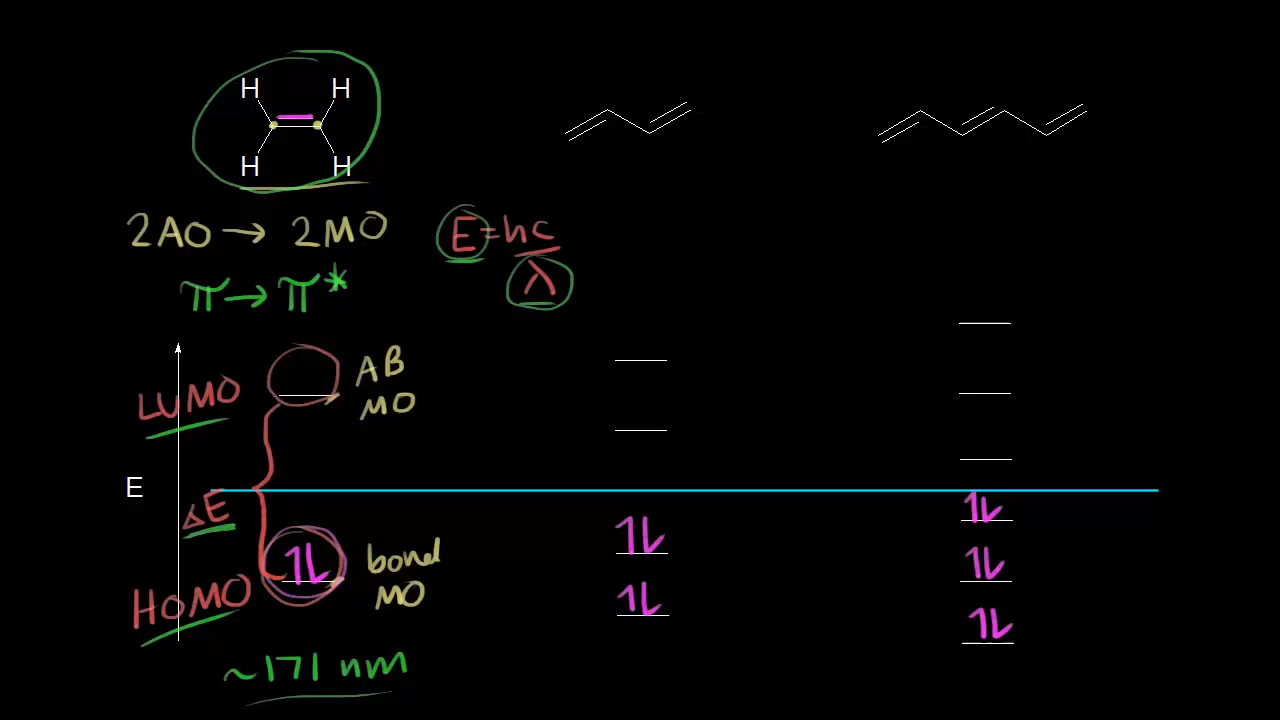 H H
H H
2AO → 2MO
E = hc
λ
π → π*
AB
MO
LUMO
E
ΔE
bond
MO
HOMO
~171 nm